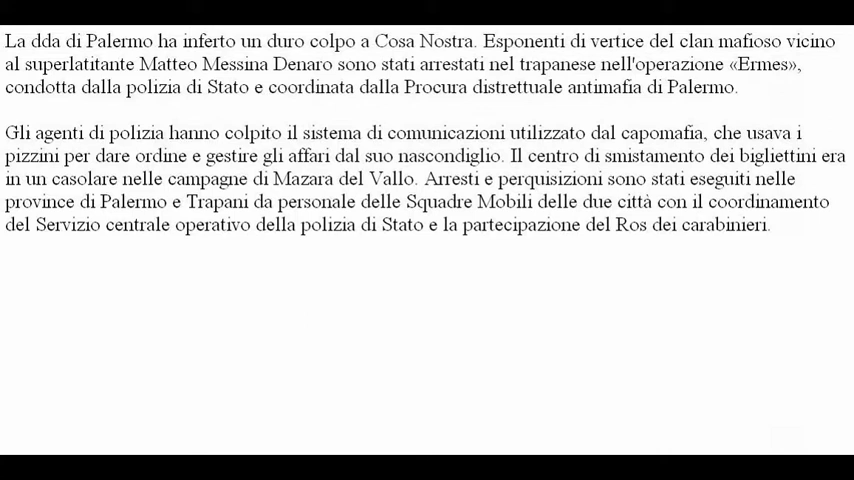 La dda di Palermo ha inferto un duro colpo a Cosa Nostra. Esponenti di vertice del clan mafioso vicino
al superlatitante Matteo Messina Denaro sono stati arrestati nel trapanese nell'operazione «Ermes»,
condotta dalla polizia di Stato e coordinata dalla Procura distrettuale antimafia di Palermo.
Gli agenti di polizia hanno colpito il sistema di comunicazioni utilizzato dal capomafia, che usava i
pizzini per dare ordine e gestire gli affari dal suo nascondiglio. Il centro di smistamento dei bigliettini era
in un casolare nelle campagne di Mazara del Vallo. Arresti e perquisizioni sono stati eseguiti nelle
province di Palermo e Trapani da personale delle Squadre Mobili delle due città con il coordinamento
del Servizio centrale operativo della polizia di Stato e la partecipazione del Ros dei carabinieri.